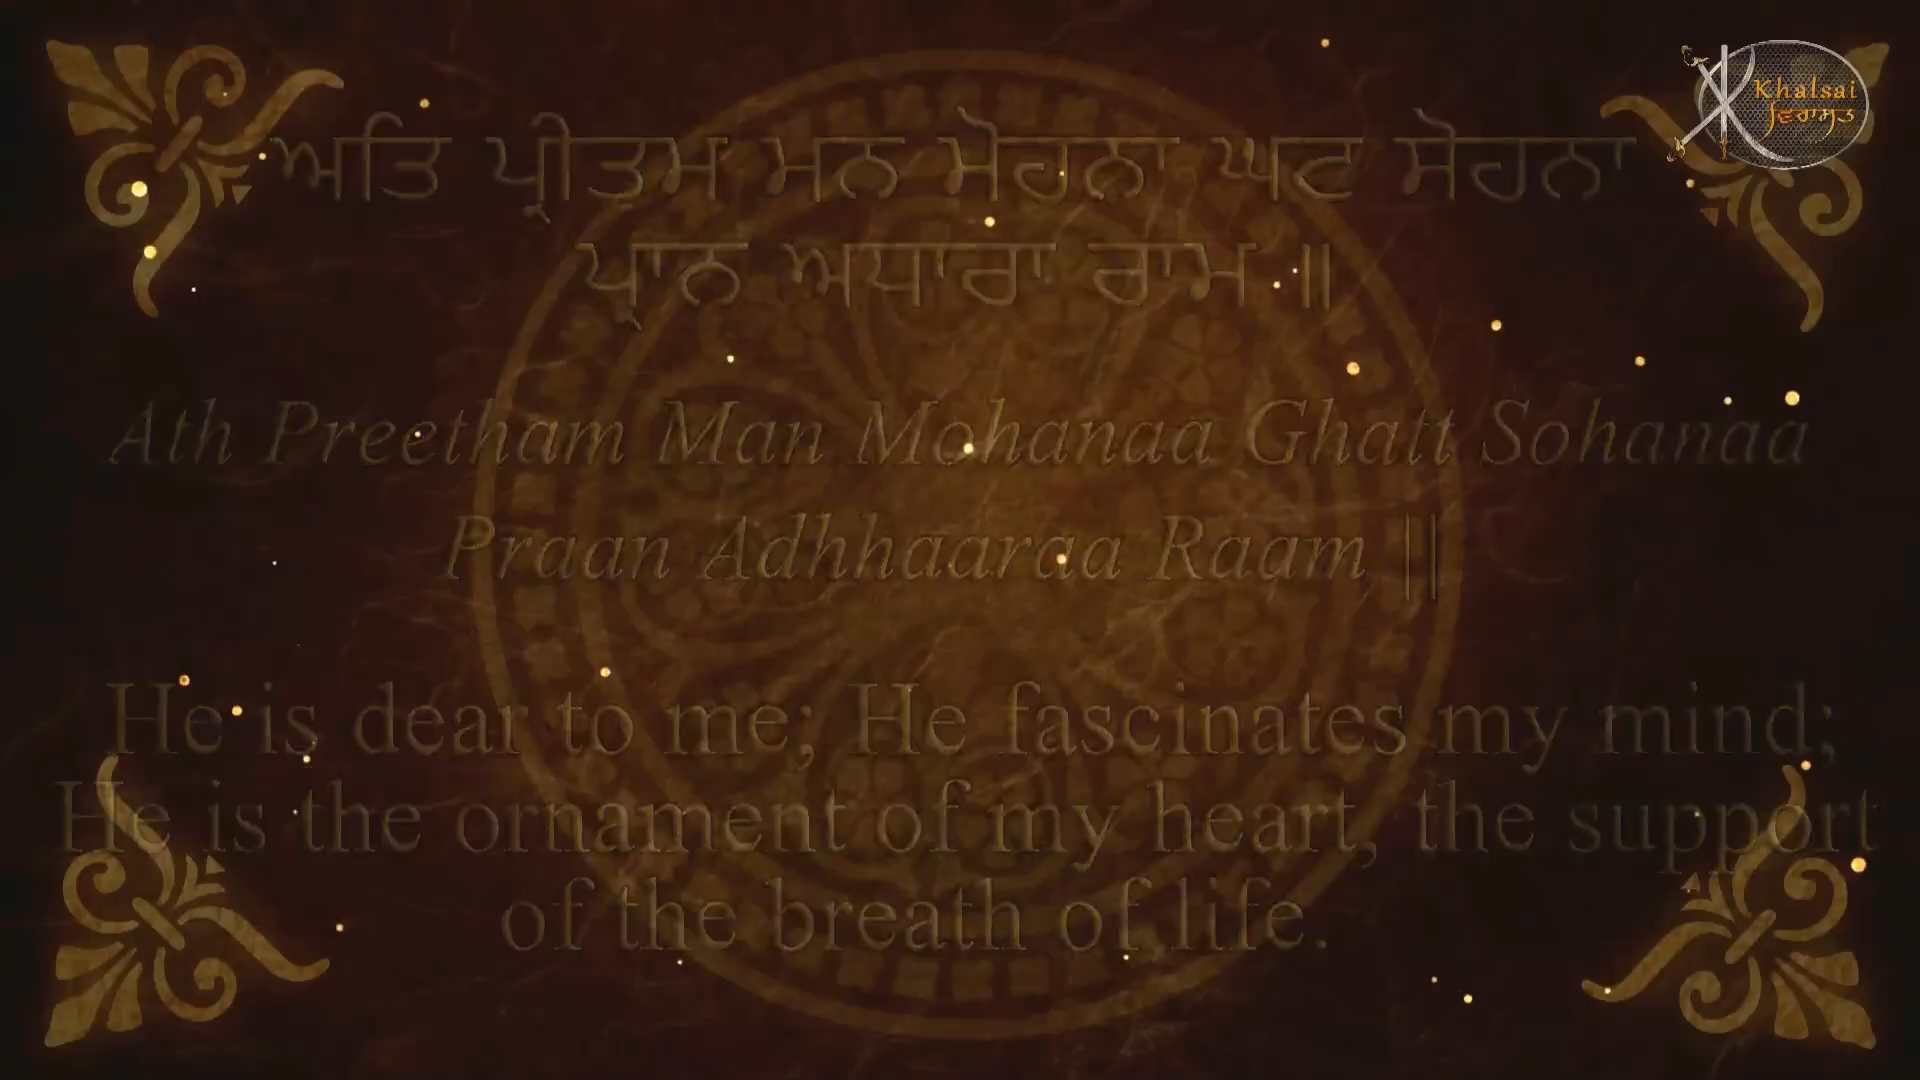 Khalsai
ਵਿਰਾਸਤ
ਅਤਿ ਪ੍ਰੀਤਮ ਮਨ ਮੋਹਨਾ ਘਟ ਸੋਹਨਾ
ਪ੍ਰਾਨ ਅਧਾਰਾ ਰਾਮ ॥
Ath Preetham Man Mohanaa Ghatt Sohanaa
Praan Adhhaaraa Raam ||
He is dear to me; He fascinates my mind;
He is the ornament of my heart, the support
of the breath of life.